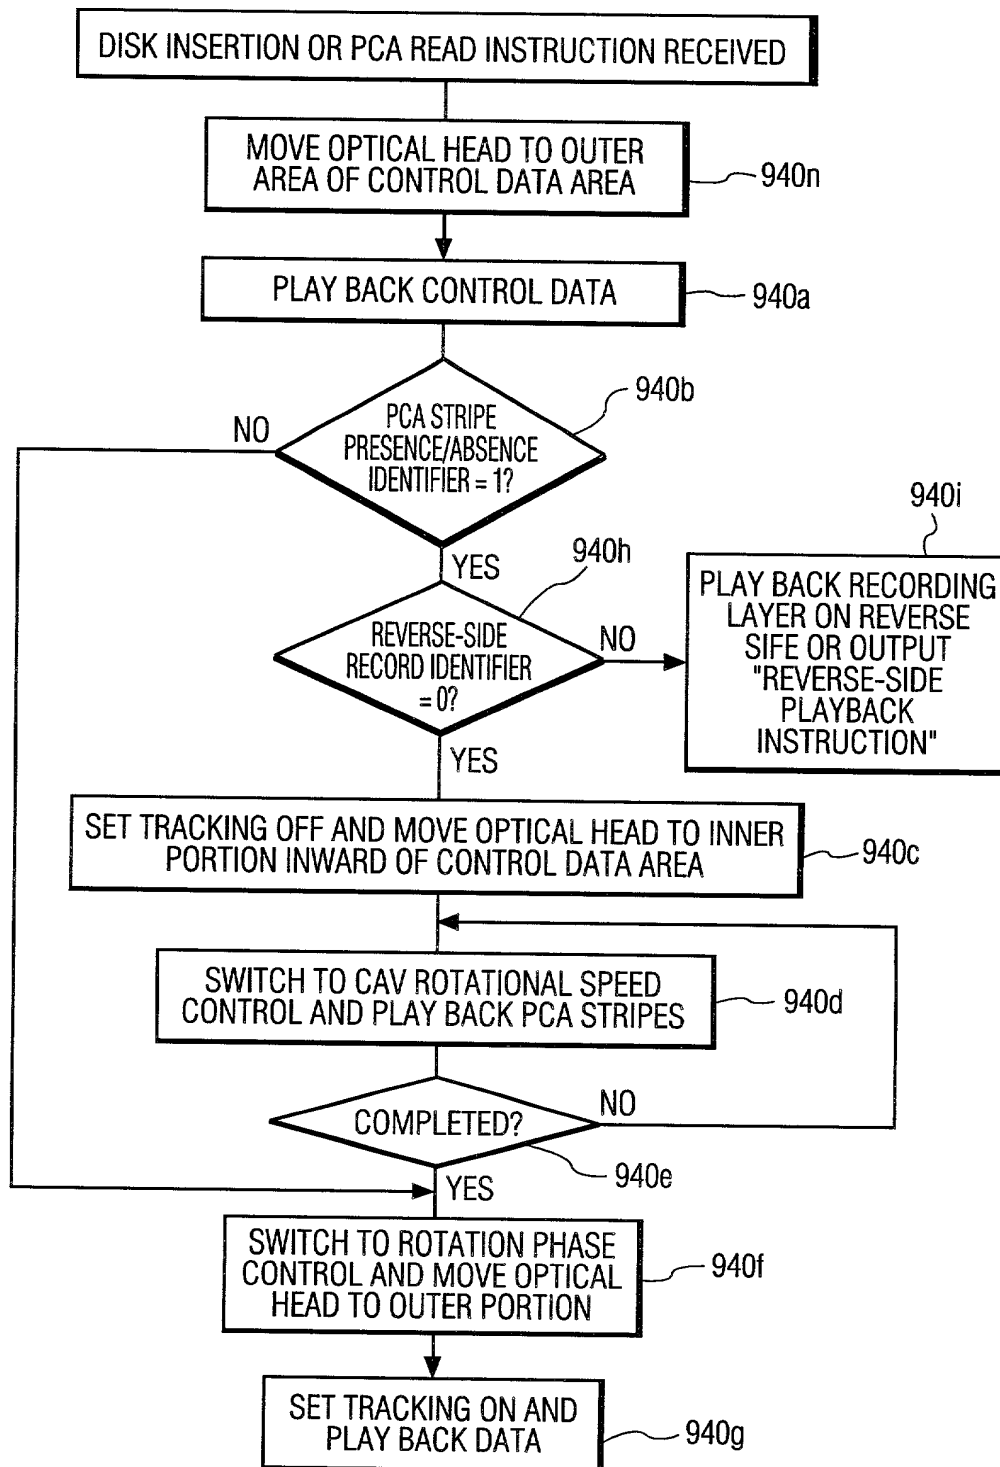 DISK INSERTION OR PCA READ INSTRUCTION RECEIVED
MOVE OPTICAL HEAD TO OUTER
AREA OF CONTROL DATA AREA
940n
PLAY BACK CONTROL DATA
940a
940b
NO
PCA STRIPE
PRESENCE/ABSENCE
IDENTIFIER = 1?
YES
940h
940i
REVERSE-SIDE
RECORD IDENTIFIER
= 0?
NO
PLAY BACK RECORDING
LAYER ON REVERSE
SIFE OR OUTPUT
"REVERSE-SIDE
PLAYBACK
INSTRUCTION"
YES
SET TRACKING OFF AND MOVE OPTICAL HEAD TO INNER
PORTION INWARD OF CONTROL DATA AREA
940c
SWITCH TO CAV ROTATIONAL SPEED
CONTROL AND PLAY BACK PCA STRIPES
940d
COMPLETED?
NO
940e
YES
SWITCH TO ROTATION PHASE
CONTROL AND MOVE OPTICAL
HEAD TO OUTER PORTION
940f
SET TRACKING ON AND
PLAY BACK DATA
940g